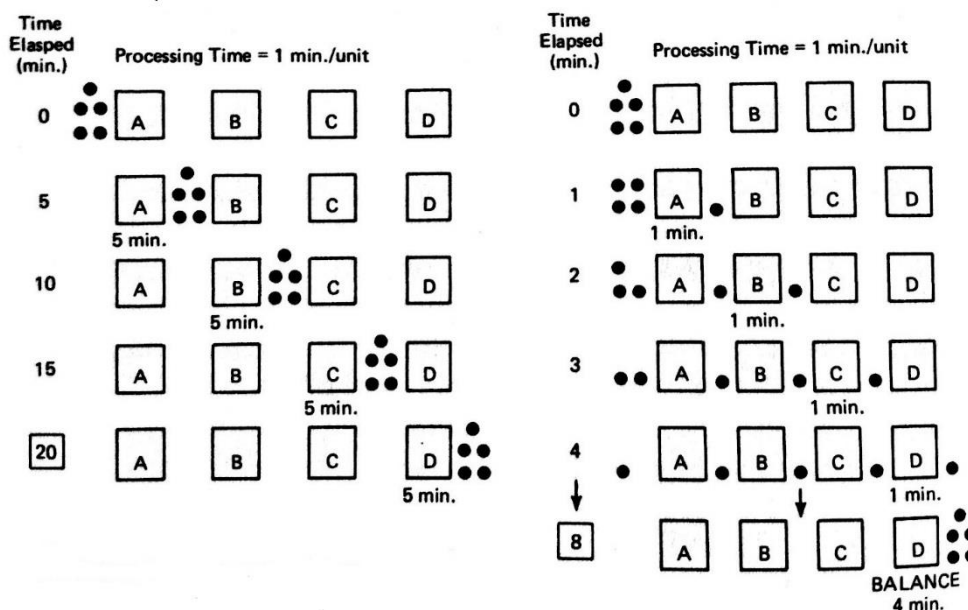 Time
Elasped
(min.)
Processing Time = 1 min./unit
0
A B C D
5
A B C D
5 min.
10
A B C D
5 min.
15
A B C D
5 min.
20
A B C D
5 min.
Time
Elapsed
(min.)
Processing Time = 1 min./unit
0
A B C D
1
A B C D
1 min.
2
A B C D
1 min.
3
A B C D
1 min.
4
A B C D
1 min.
8
A B C D
BALANCE
4 min.